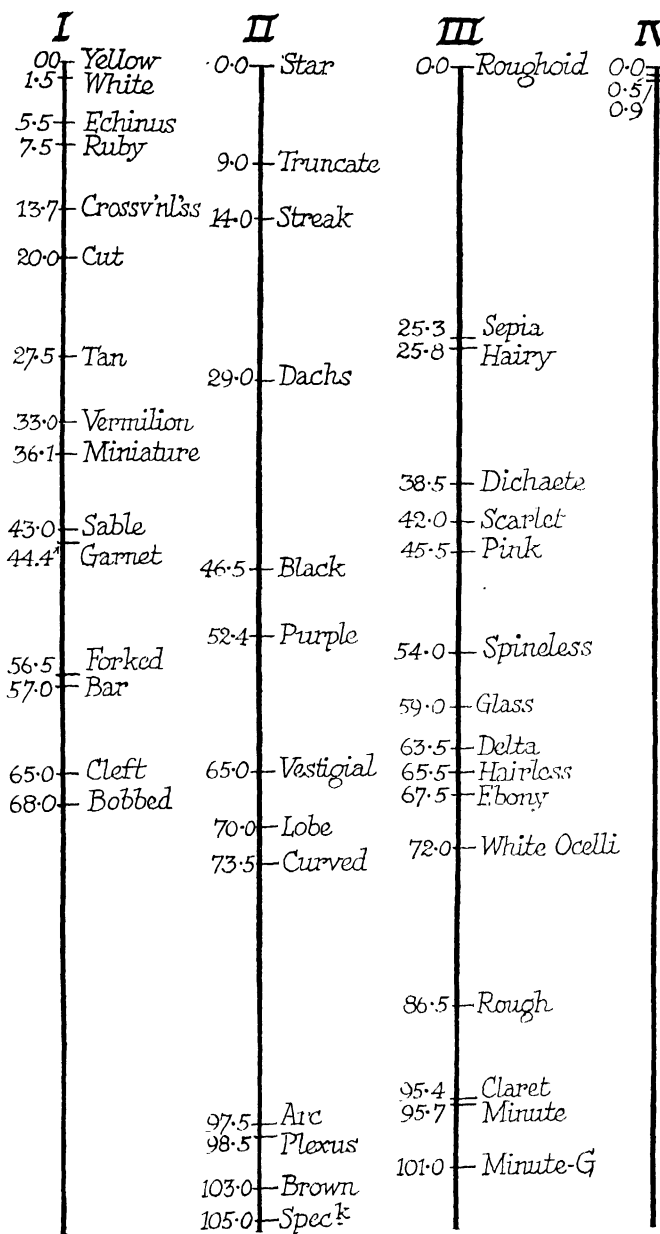 I
00 Yellow
1.5 White
5.5 Echinus
7.5 Ruby
13.7 Crossv'nl'ss
20.0 Cut
27.5 Tan
33.0 Vermilion
36.1 Miniature
43.0 Sable
44.4 Garnet
56.5 Forked
57.0 Bar
65.0 Cleft
68.0 Bobbed
II
0.0 Star
9.0 Truncate
14.0 Streak
29.0 Dachs
46.5 Black
52.4 Purple
65.0 Vestigial
70.0 Lobe
73.5 Curved
97.5 Arc
98.5 Plexus
103.0 Brown
105.0 Speck
III
0.0 Roughoid
25.3 Sepia
25.8 Hairy
38.5 Dichaete
42.0 Scarlet
45.5 Pink
54.0 Spineless
59.0 Glass
63.5 Delta
65.5 Hairless
67.5 Ebony
72.0 White Ocelli
86.5 Rough
95.4 Claret
95.7 Minute
101.0 Minute-G
IV
0.0
0.5
0.9